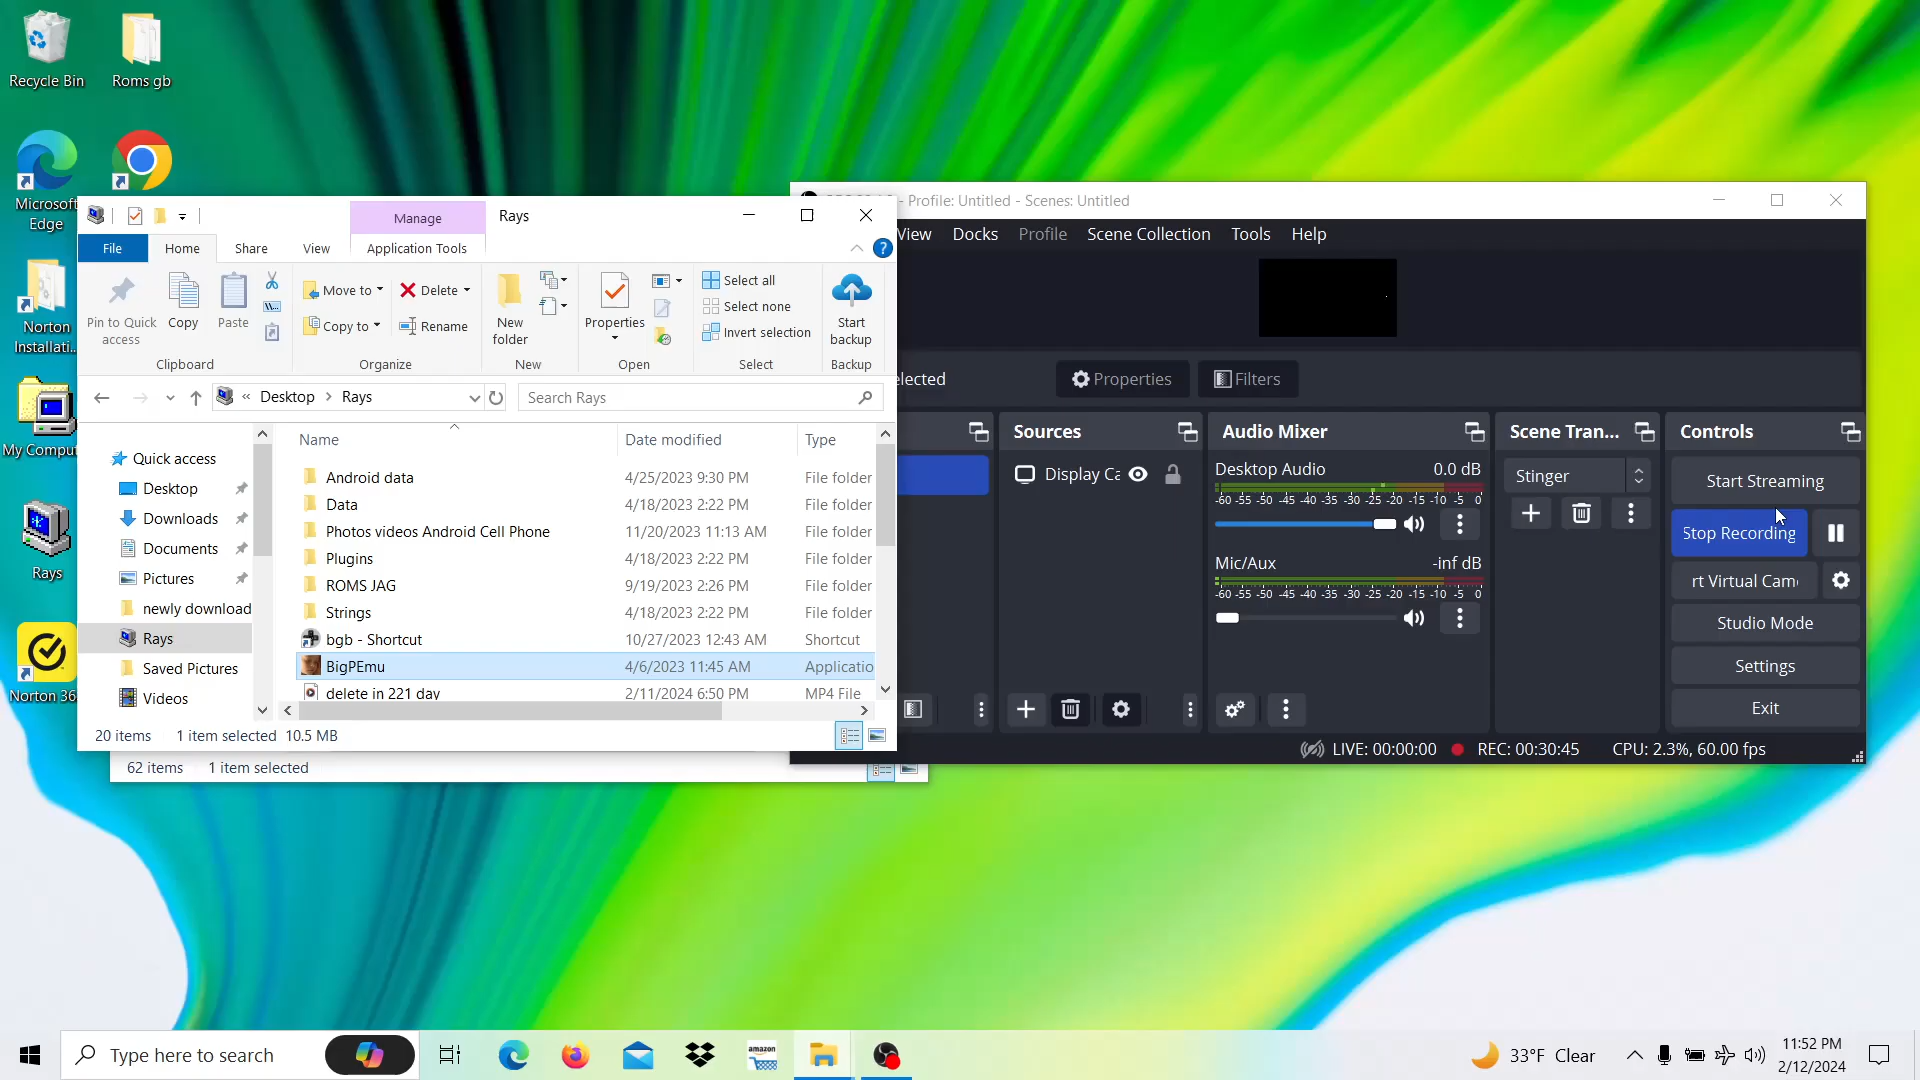 Recycle Bin
Roms gb
Microsoft
Edge
Norton
Installati...
My Comput
Rays
Norton 36
Manage
Rays
File
Home
Share
View
Application Tools
Pin to Quick
access
Copy
Paste
Clipboard
Move to
Copy to
Delete
Rename
Organize
New
folder
New
Properties
Open
Select all
Select none
Invert selection
Select
Start
backup
Backup
« Desktop > Rays
Search Rays
Quick access
Desktop
Downloads
Documents
Pictures
newly download
Rays
Saved Pictures
Videos
Name Date modified Type
Android data 4/25/2023 9:30 PM File folder
Data 4/18/2023 2:22 PM File folder
Photos videos Android Cell Phone 11/20/2023 11:13 AM File folder
Plugins 4/18/2023 2:22 PM File folder
ROMS JAG 9/19/2023 2:26 PM File folder
Strings 4/18/2023 2:22 PM File folder
bgb - Shortcut 10/27/2023 12:43 AM Shortcut
BigPEmu 4/6/2023 11:45 AM Applicatio
delete in 221 day 2/11/2024 6:50 PM MP4 File
20 items 1 item selected 10.5 MB
62 items 1 item selected
- Profile: Untitled - Scenes: Untitled
View Docks Profile Scene Collection Tools Help
elected
Properties
Filters
Sources
Display Ca
Audio Mixer
Desktop Audio 0.0 dB
-60 -55 -50 -45 -40 -35 -30 -25 -20 -15 -10 -5 0
Mic/Aux -inf dB
-60 -55 -50 -45 -40 -35 -30 -25 -20 -15 -10 -5 0
Scene Tran...
Stinger
Controls
Start Streaming
Stop Recording
rt Virtual Cam
Studio Mode
Settings
Exit
LIVE: 00:00:00 REC: 00:30:45 CPU: 2.3%, 60.00 fps
Type here to search
amazon
33°F Clear
11:52 PM
2/12/2024